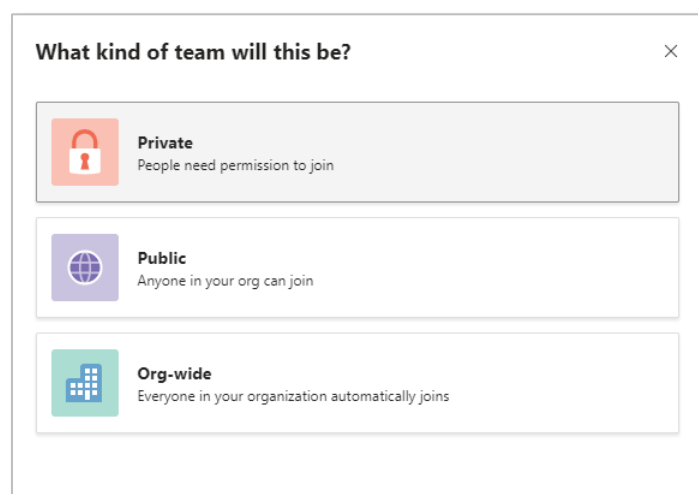 What kind of team will this be?
Private
People need permission to join
Public
Anyone in your org can join
Org-wide
Everyone in your organization automatically joins